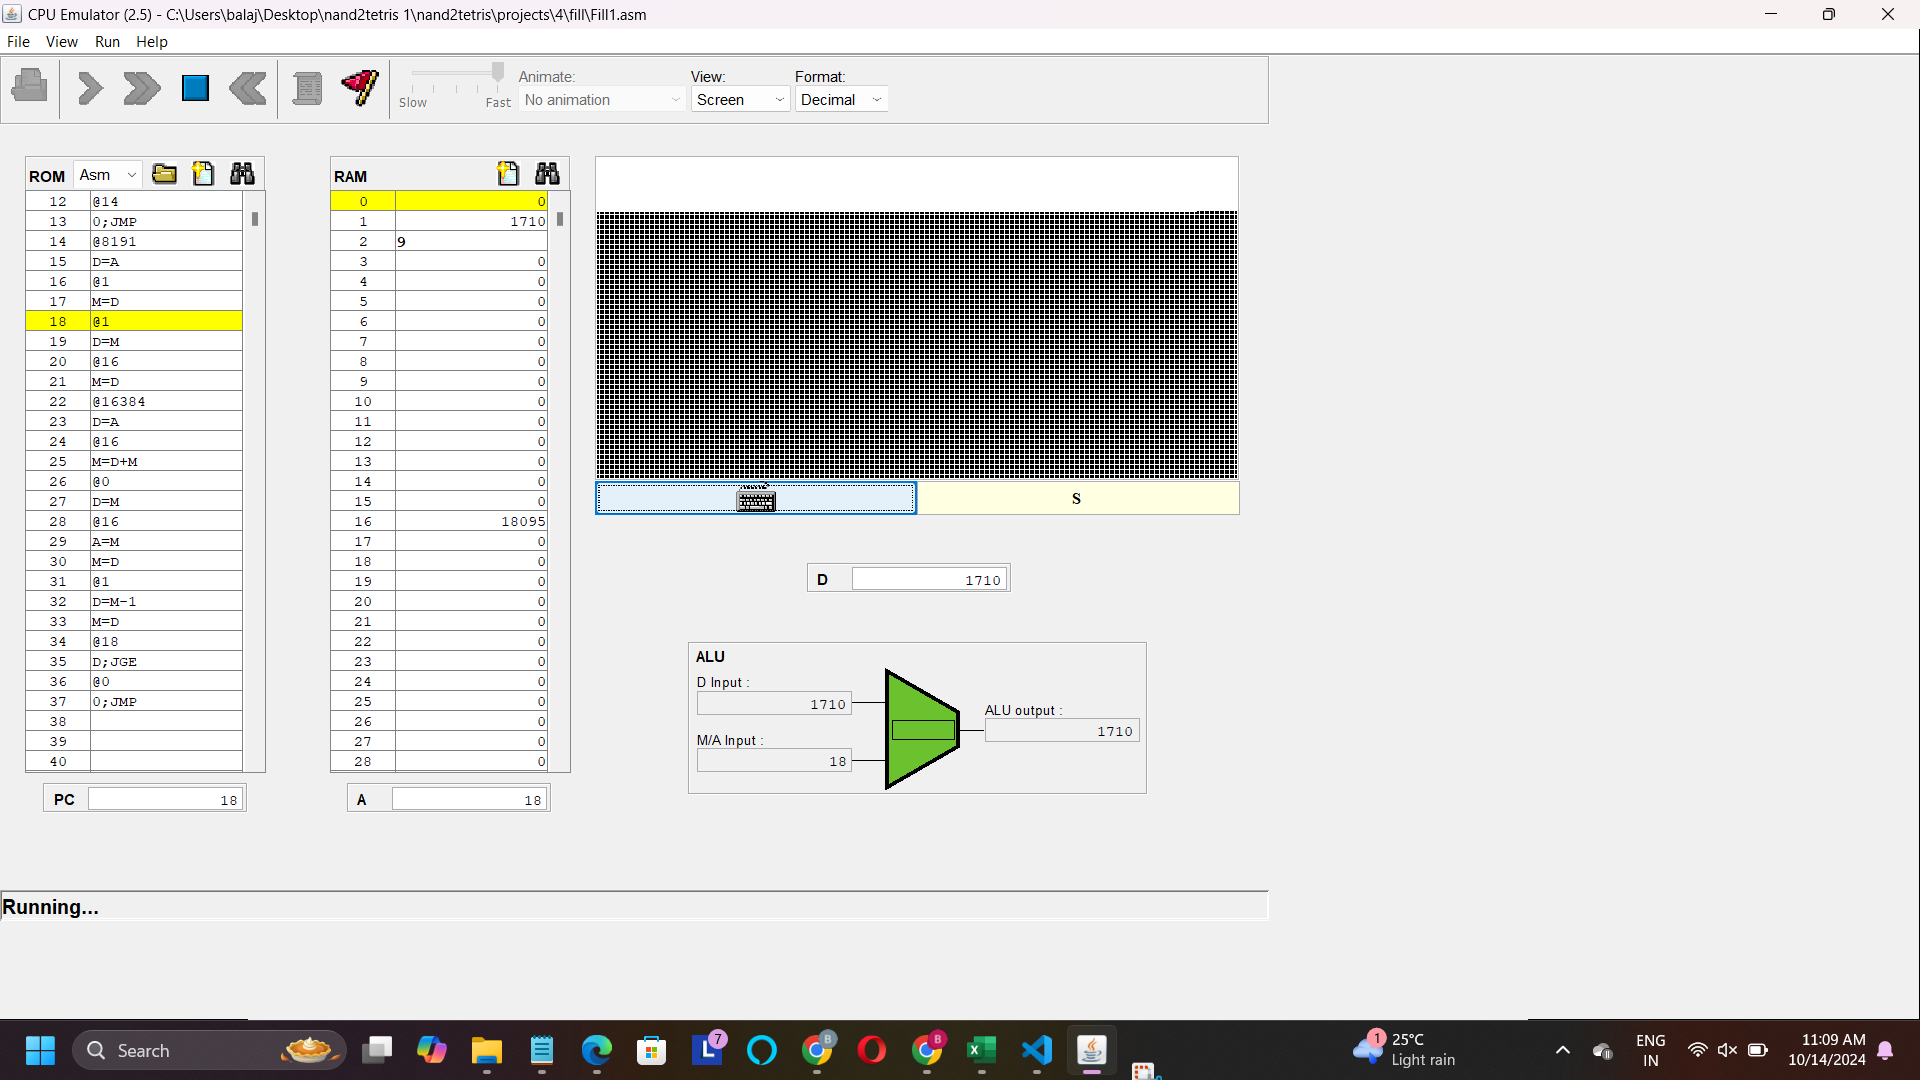 CPU Emulator (2.5) - C:\Users\balaj\Desktop\nand2tetris 1\nand2tetris\projects\4\fill\Fill1.asm
File View Run Help
Slow Fast
Animate:
No animation
View:
Screen
Format:
Decimal
ROM Asm
12 @14
13 0;JMP
14 @8191
15 D=A
16 @1
17 M=D
18 @1
19 D=M
20 @16
21 M=D
22 @16384
23 D=A
24 @16
25 M=D+M
26 @0
27 D=M
28 @16
29 A=M
30 M=D
31 @1
32 D=M-1
33 M=D
34 @18
35 D;JGE
36 @0
37 0;JMP
38
39
40
PC 18
RAM
0 0
1 1710
2 9
3 0
4 0
5 0
6 0
7 0
8 0
9 0
10 0
11 0
12 0
13 0
14 0
15 0
16 18095
17 0
18 0
19 0
20 0
21 0
22 0
23 0
24 0
25 0
26 0
27 0
28 0
A 18
S
D 1710
ALU
D Input :
1710
M/A Input :
18
ALU output :
1710
Running...
Search
7
B
B
1
25°C
Light rain
ENG
IN
11:09 AM
10/14/2024